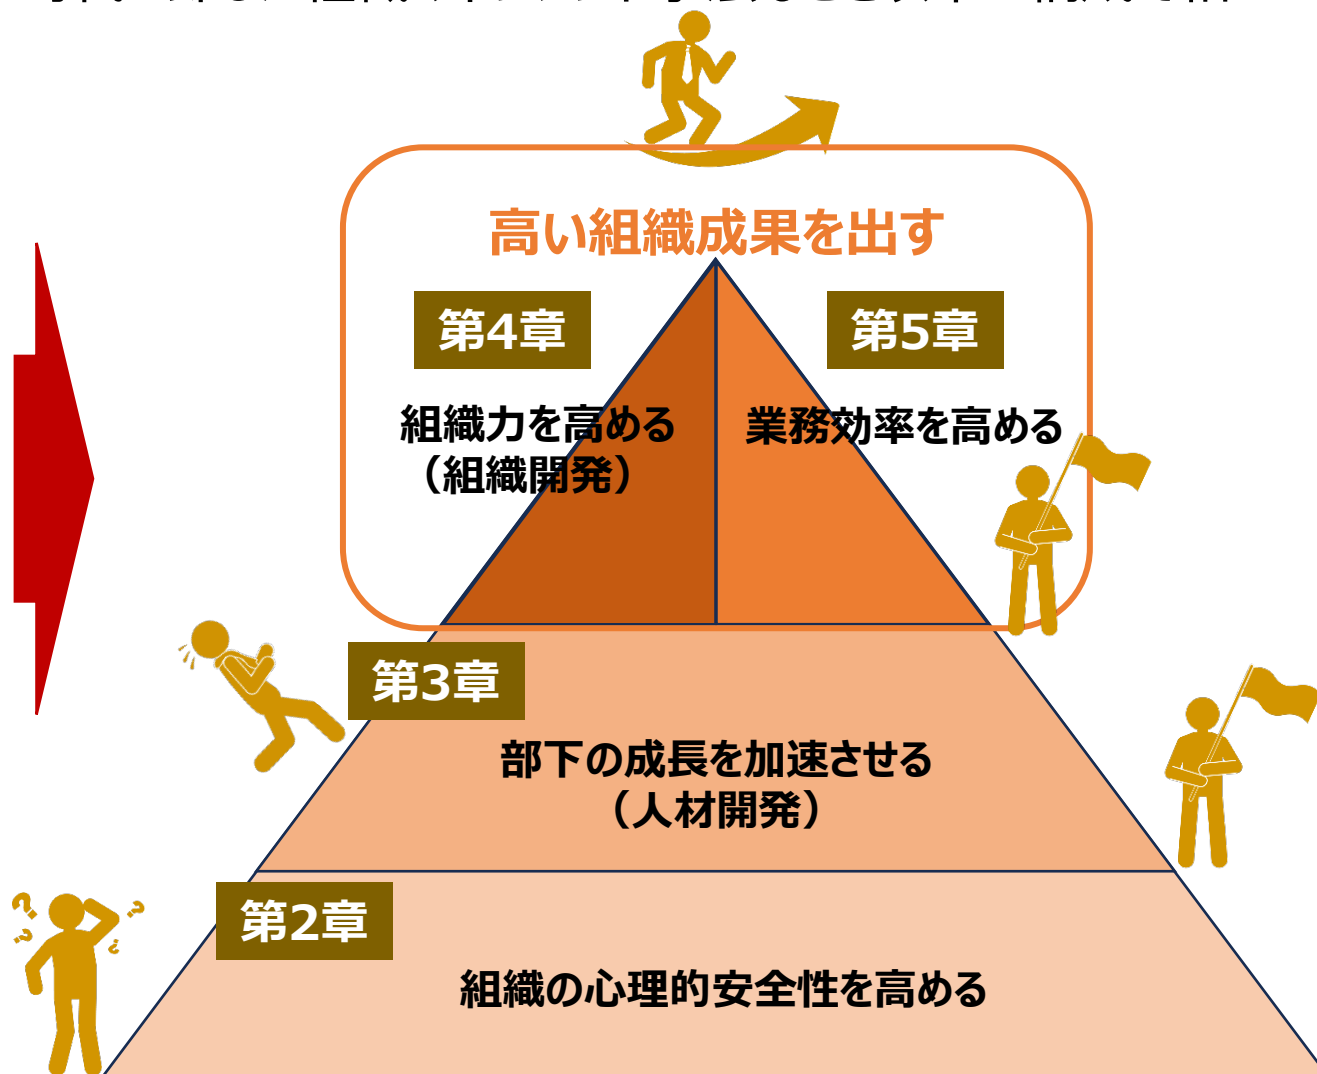 高い組織成果を出す
第4章
第5章
組織力を高める
（組織開発）
業務効率を高める
第3章
部下の成長を加速させる
（人材開発）
第2章
組織の心理的安全性を高める